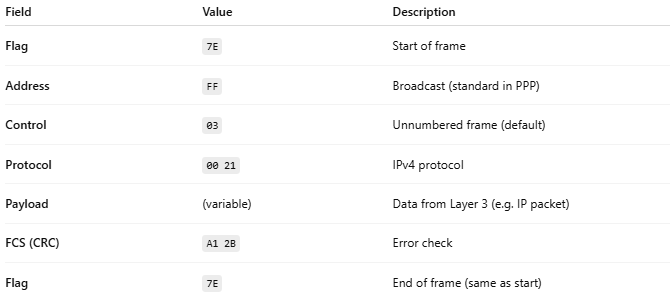 Field Value Description
Flag 7E Start of frame
Address FF Broadcast (standard in PPP)
Control 03 Unnumbered frame (default)
Protocol 00 21 IPv4 protocol
Payload (variable) Data from Layer 3 (e.g. IP packet)
FCS (CRC) A1 2B Error check
Flag 7E End of frame (same as start)